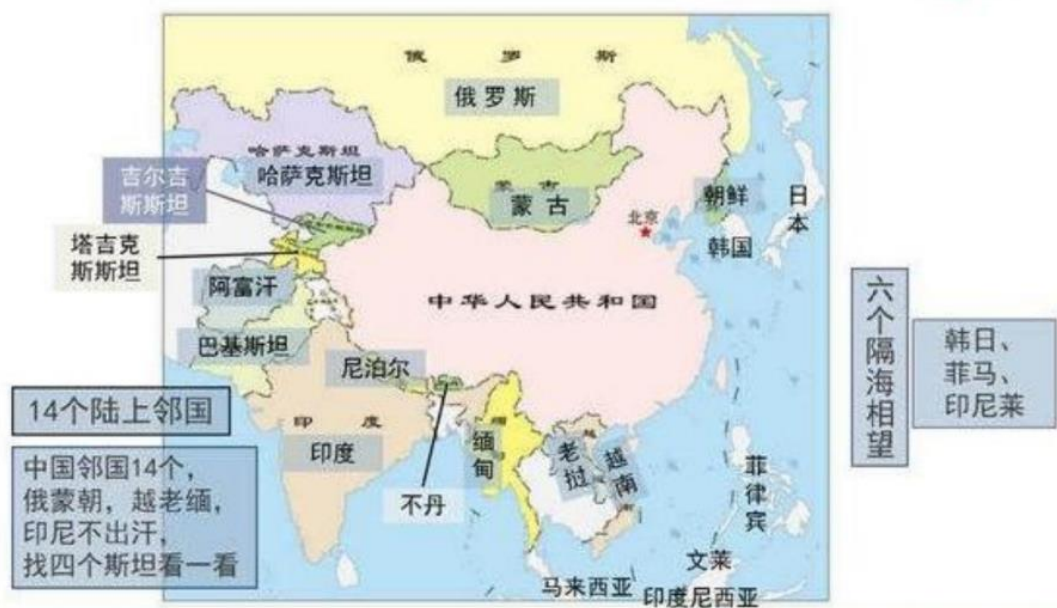 俄 罗 斯
俄罗斯
哈萨克斯坦
哈萨克斯坦
吉尔吉
斯斯坦
蒙 古
蒙 古
朝鲜
日本
北京
韩国
塔吉克
斯斯坦
阿富汗
中华人民共和国
巴基斯坦
尼泊尔
六个隔海相望
韩日、
菲马、
印尼莱
14个陆上邻国
印 度
印度
缅
缅甸
老挝
越
越南
南
菲律宾
不丹
中国邻国14个,
俄蒙朝，越老缅，
印尼不出汗，
找四个斯坦看一看
文莱
马来西亚
印度尼西亚